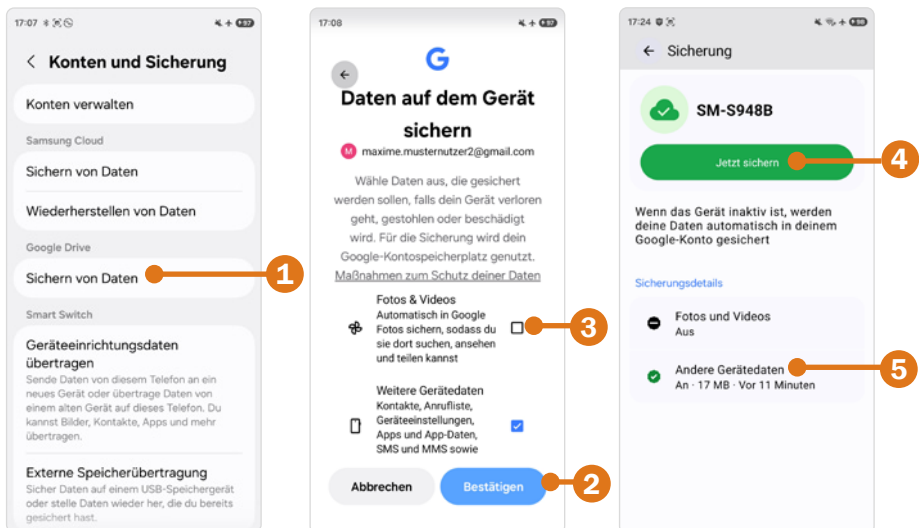 17:07
57
Konten und Sicherung
Konten verwalten
Samsung Cloud
Sichern von Daten
Wiederherstellen von Daten
Google Drive
Sichern von Daten
1
Smart Switch
Geräteeinrichtungsdaten
übertragen
Sende Daten von diesem Telefon an ein
neues Gerät oder übertrage Daten von
einem alten Gerät auf dieses Telefon. Du
kannst Bilder, Kontakte, Apps und mehr
übertragen.
Externe Speicherübertragung
Sicher Daten auf einem USB-Speichergerät
oder stelle Daten wieder her, die du bereits
gesichert hast.
17:08
57
G
Daten auf dem Gerät
sichern
M maxime.musternutzer2@gmail.com
Wähle Daten aus, die gesichert
werden sollen, falls dein Gerät verloren
geht, gestohlen oder beschädigt
wird. Für die Sicherung wird dein
Google-Kontospeicherplatz genutzt.
Maßnahmen zum Schutz deiner Daten
Fotos & Videos
Automatisch in Google
Fotos sichern, sodass du
sie dort suchen, ansehen
und teilen kannst
3
Weitere Gerätedaten
Kontakte, Anrufliste,
Geräteeinstellungen,
Apps und App-Daten,
SMS und MMS sowie
Abbrechen
Bestätigen
2
17:24
Sicherung
SM-S948B
Jetzt sichern
4
Wenn das Gerät inaktiv ist, werden
deine Daten automatisch in deinem
Google-Konto gesichert
Sicherungsdetails
Fotos und Videos
Aus
Andere Gerätedaten
An · 17 MB · Vor 11 Minuten
5